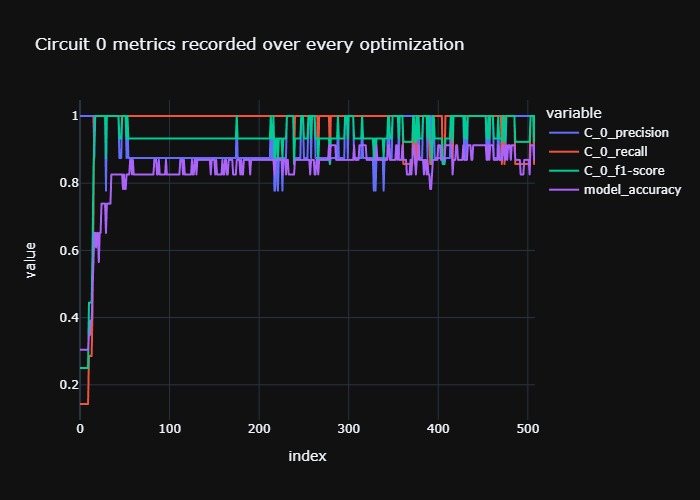 Circuit 0 metrics recorded over every optimization
variable
C_0_precision
C_0_recall
C_0_f1-score
model_accuracy
value
1
0.8
0.6
0.4
0.2
0 100 200 300 400 500
index